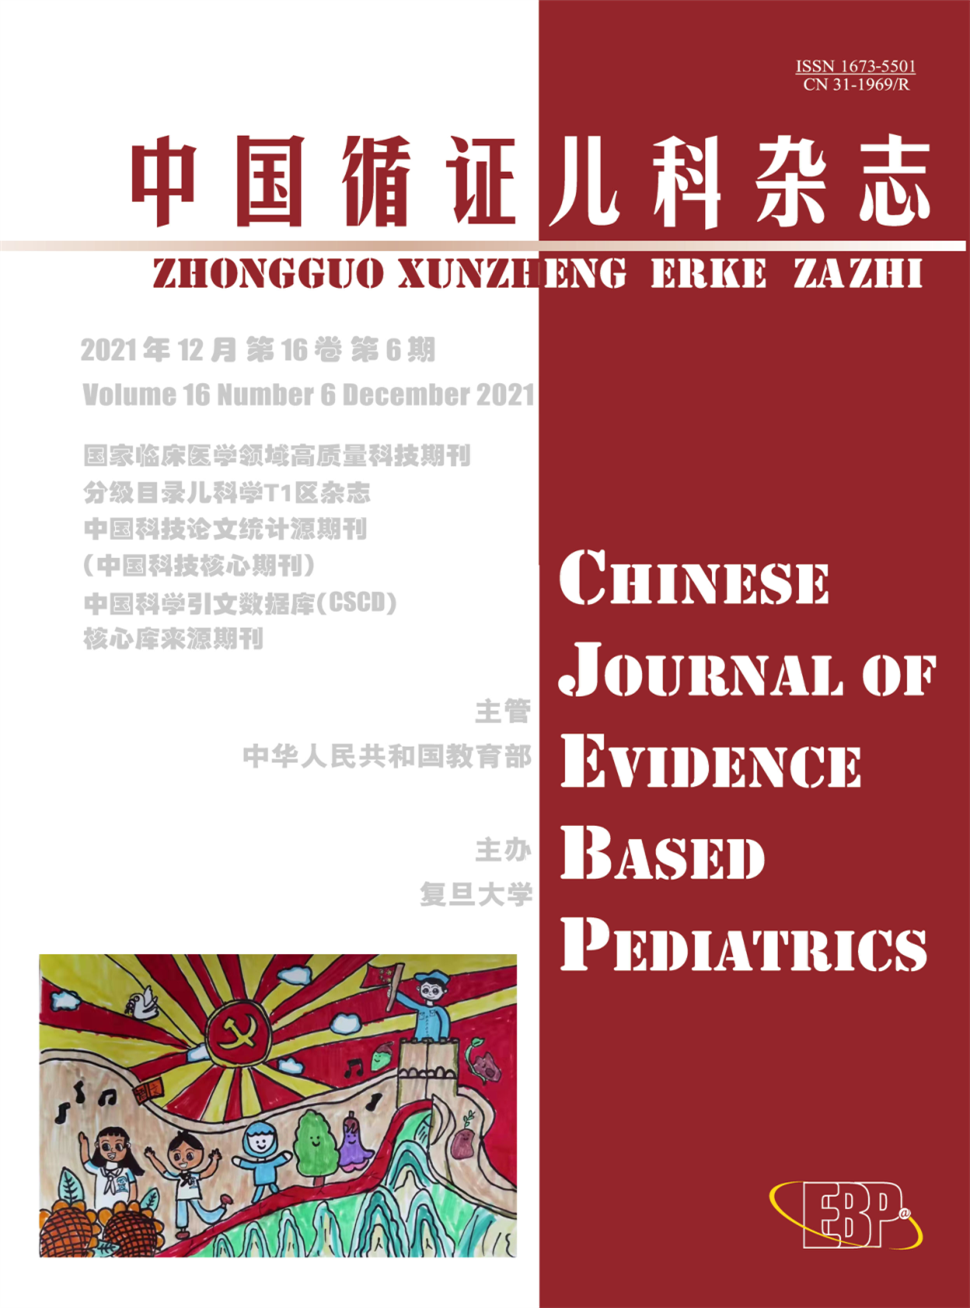 ISSN 1673-5501
CN 31-1969/R
中国循证儿科杂志
ZHONGGUO XUNZHENG ERKE ZAZHI
2021年12月第16卷第6期
Volume 16 Number 6 December 2021
国家临床医学领域高质量科技期刊
分级目录儿科学T1区杂志
中国科技论文统计源期刊
(中国科技核心期刊)
中国科学引文数据库(CSCD)
核心库来源期刊
主管
中华人民共和国教育部
主办
复旦大学
CHINESE
JOURNAL OF
EVIDENCE
BASED
PEDIATRICS
EBP@